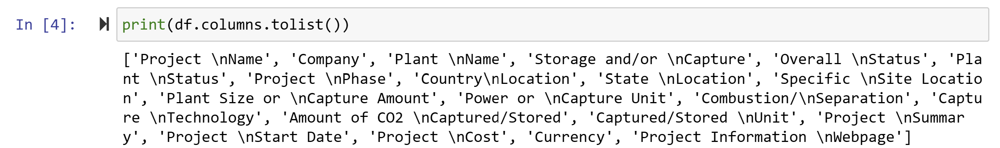 In [4]: print(df.columns.tolist())
['Project \nName', 'Company', 'Plant \nName', 'Storage and/or \nCapture', 'Overall \nStatus', 'Pla
nt \nStatus', 'Project \nPhase', 'Country\nLocation', 'State \nLocation', 'Specific \nSite Locatio
n', 'Plant Size or \nCapture Amount', 'Power or \nCapture Unit', 'Combustion/\nSeparation', 'Captu
re \nTechnology', 'Amount of CO2 \nCaptured/Stored', 'Captured/Stored \nUnit', 'Project \nSummar
y', 'Project \nStart Date', 'Project \nCost', 'Currency', 'Project Information \nWebpage']